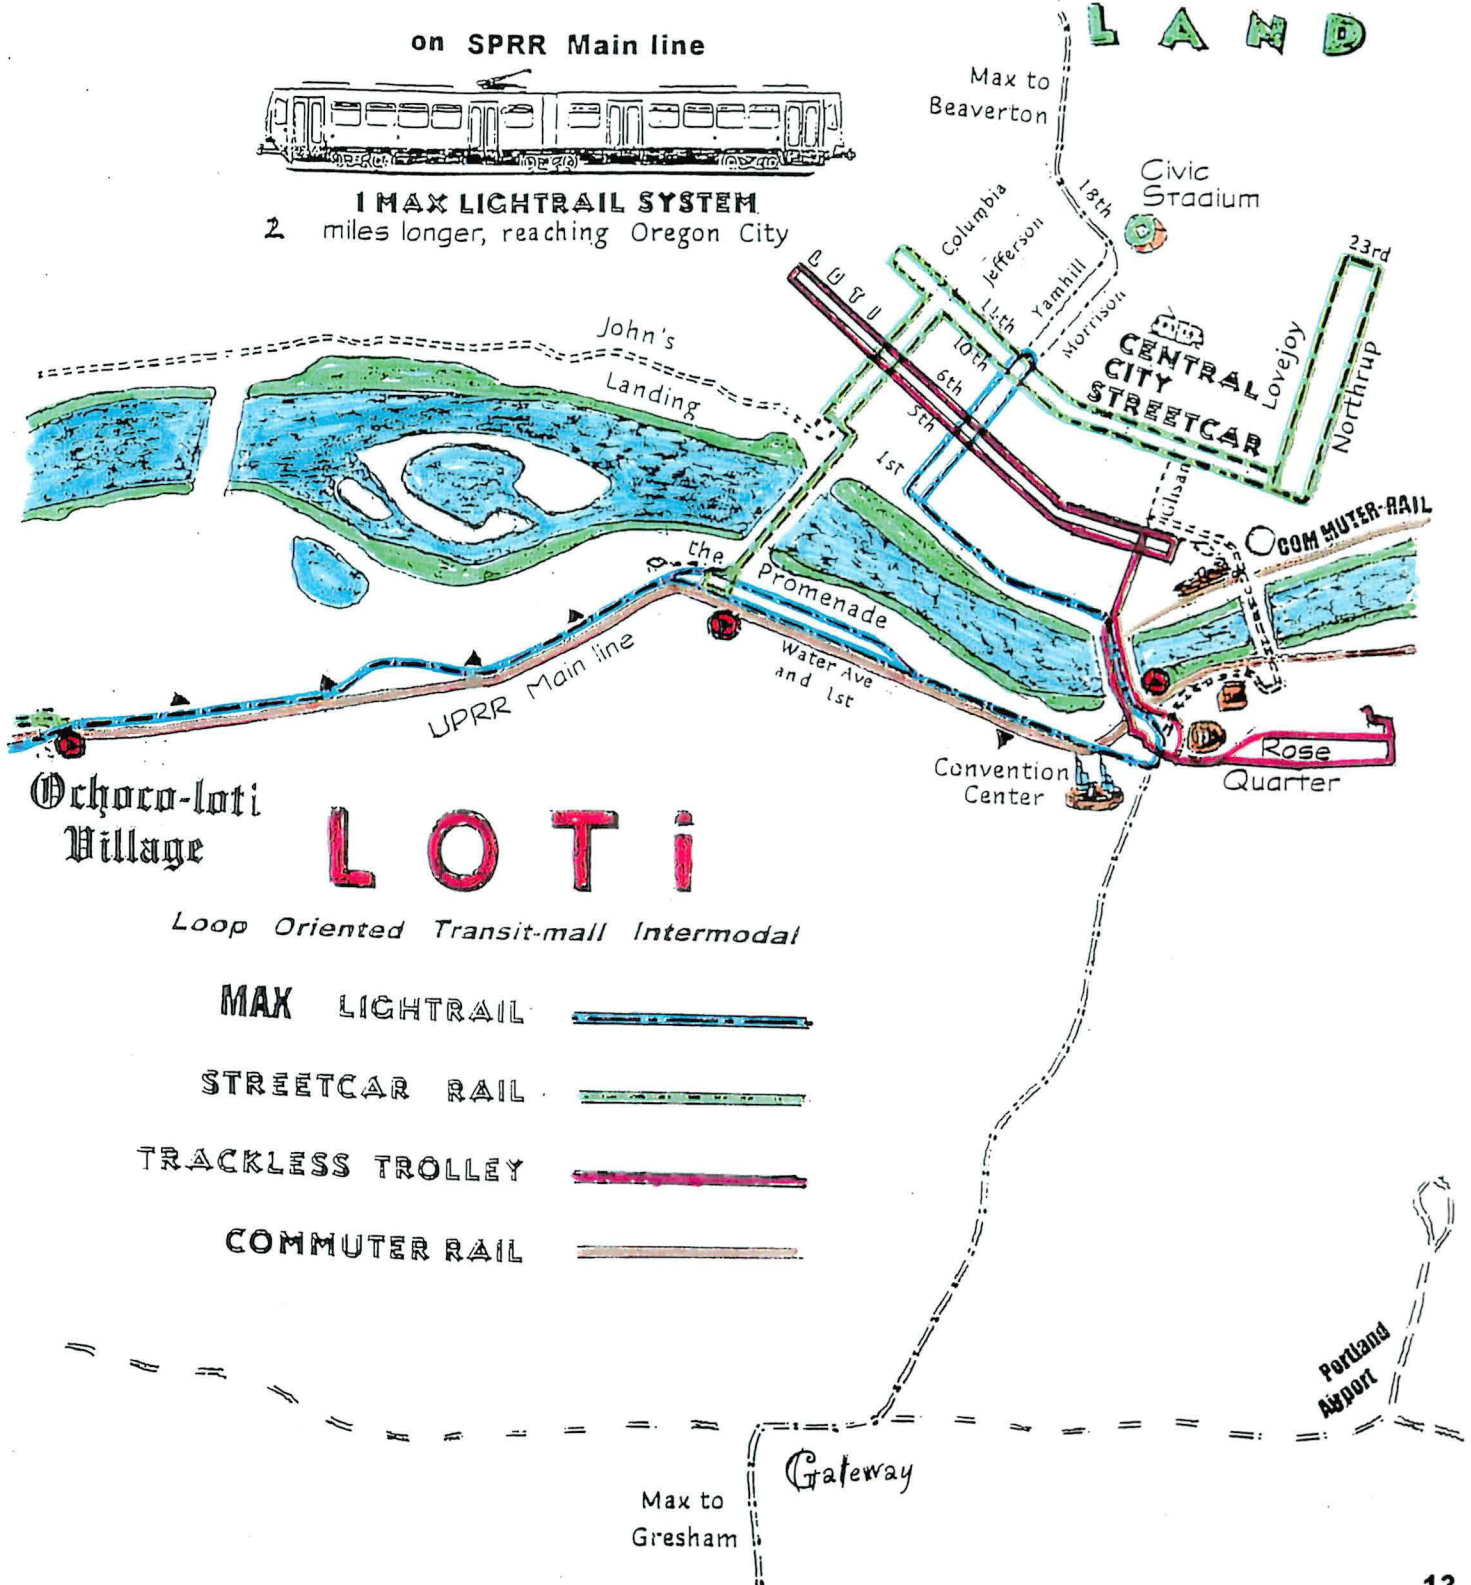 L A N D
on SPRR Main line
Max to
Beaverton
Civic
Stadium
18th
1 MAX LIGHTRAIL SYSTEM
2 miles longer, reaching Oregon City
Columbia
Jefferson
Yamhill
Morrison
23rd
LOTI
11th
10th
6th
5th
1st
CENTRAL
CITY
STREETCAR
Lovejoy
Northrup
John's
Landing
COMMUTER-RAIL
the
Promenade
Water Ave
and 1st
UPRR Main line
Convention
Center
Rose
Quarter
Ochoco-loti
Village
LOTi
Loop Oriented Transit-mall Intermodal
MAX LIGHTRAIL
STREETCAR RAIL
TRACKLESS TROLLEY
COMMUTER RAIL
Portland
Airport
Gateway
Max to
Gresham